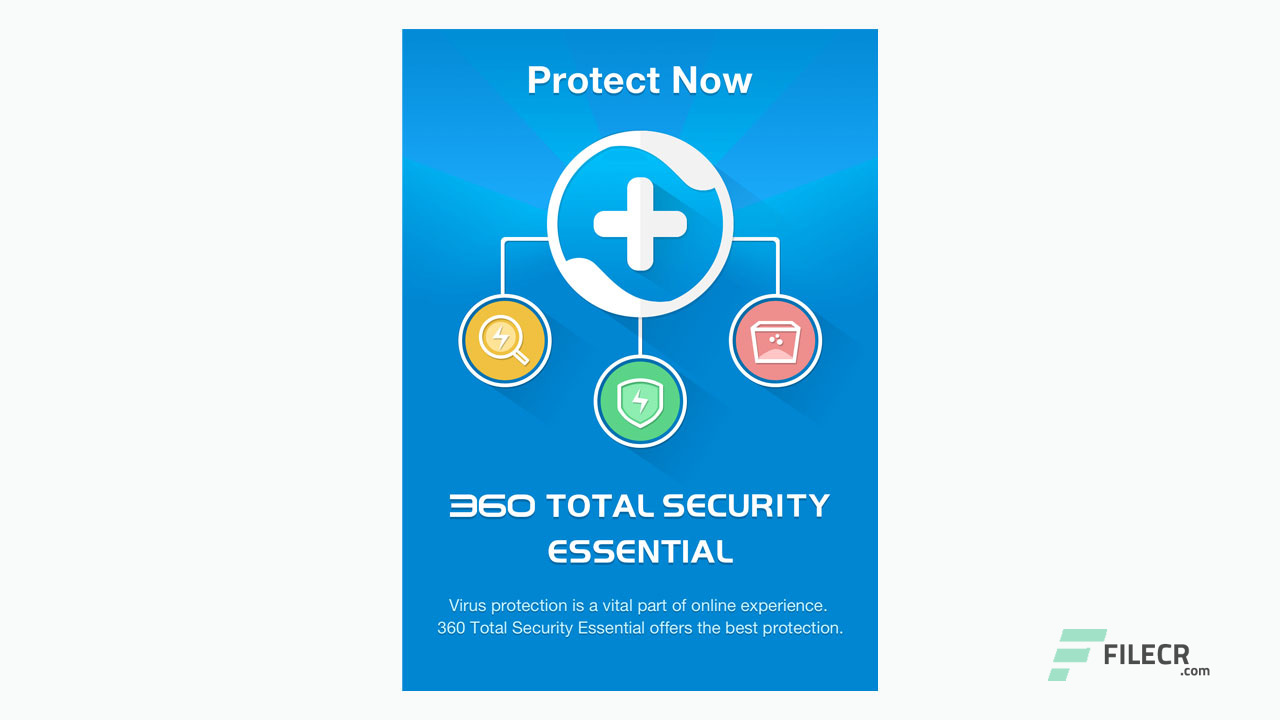 Protect Now
360 TOTAL SECURITY
ESSENTIAL
Virus protection is a vital part of online experience.
360 Total Security Essential offers the best protection.
FILECR
.com